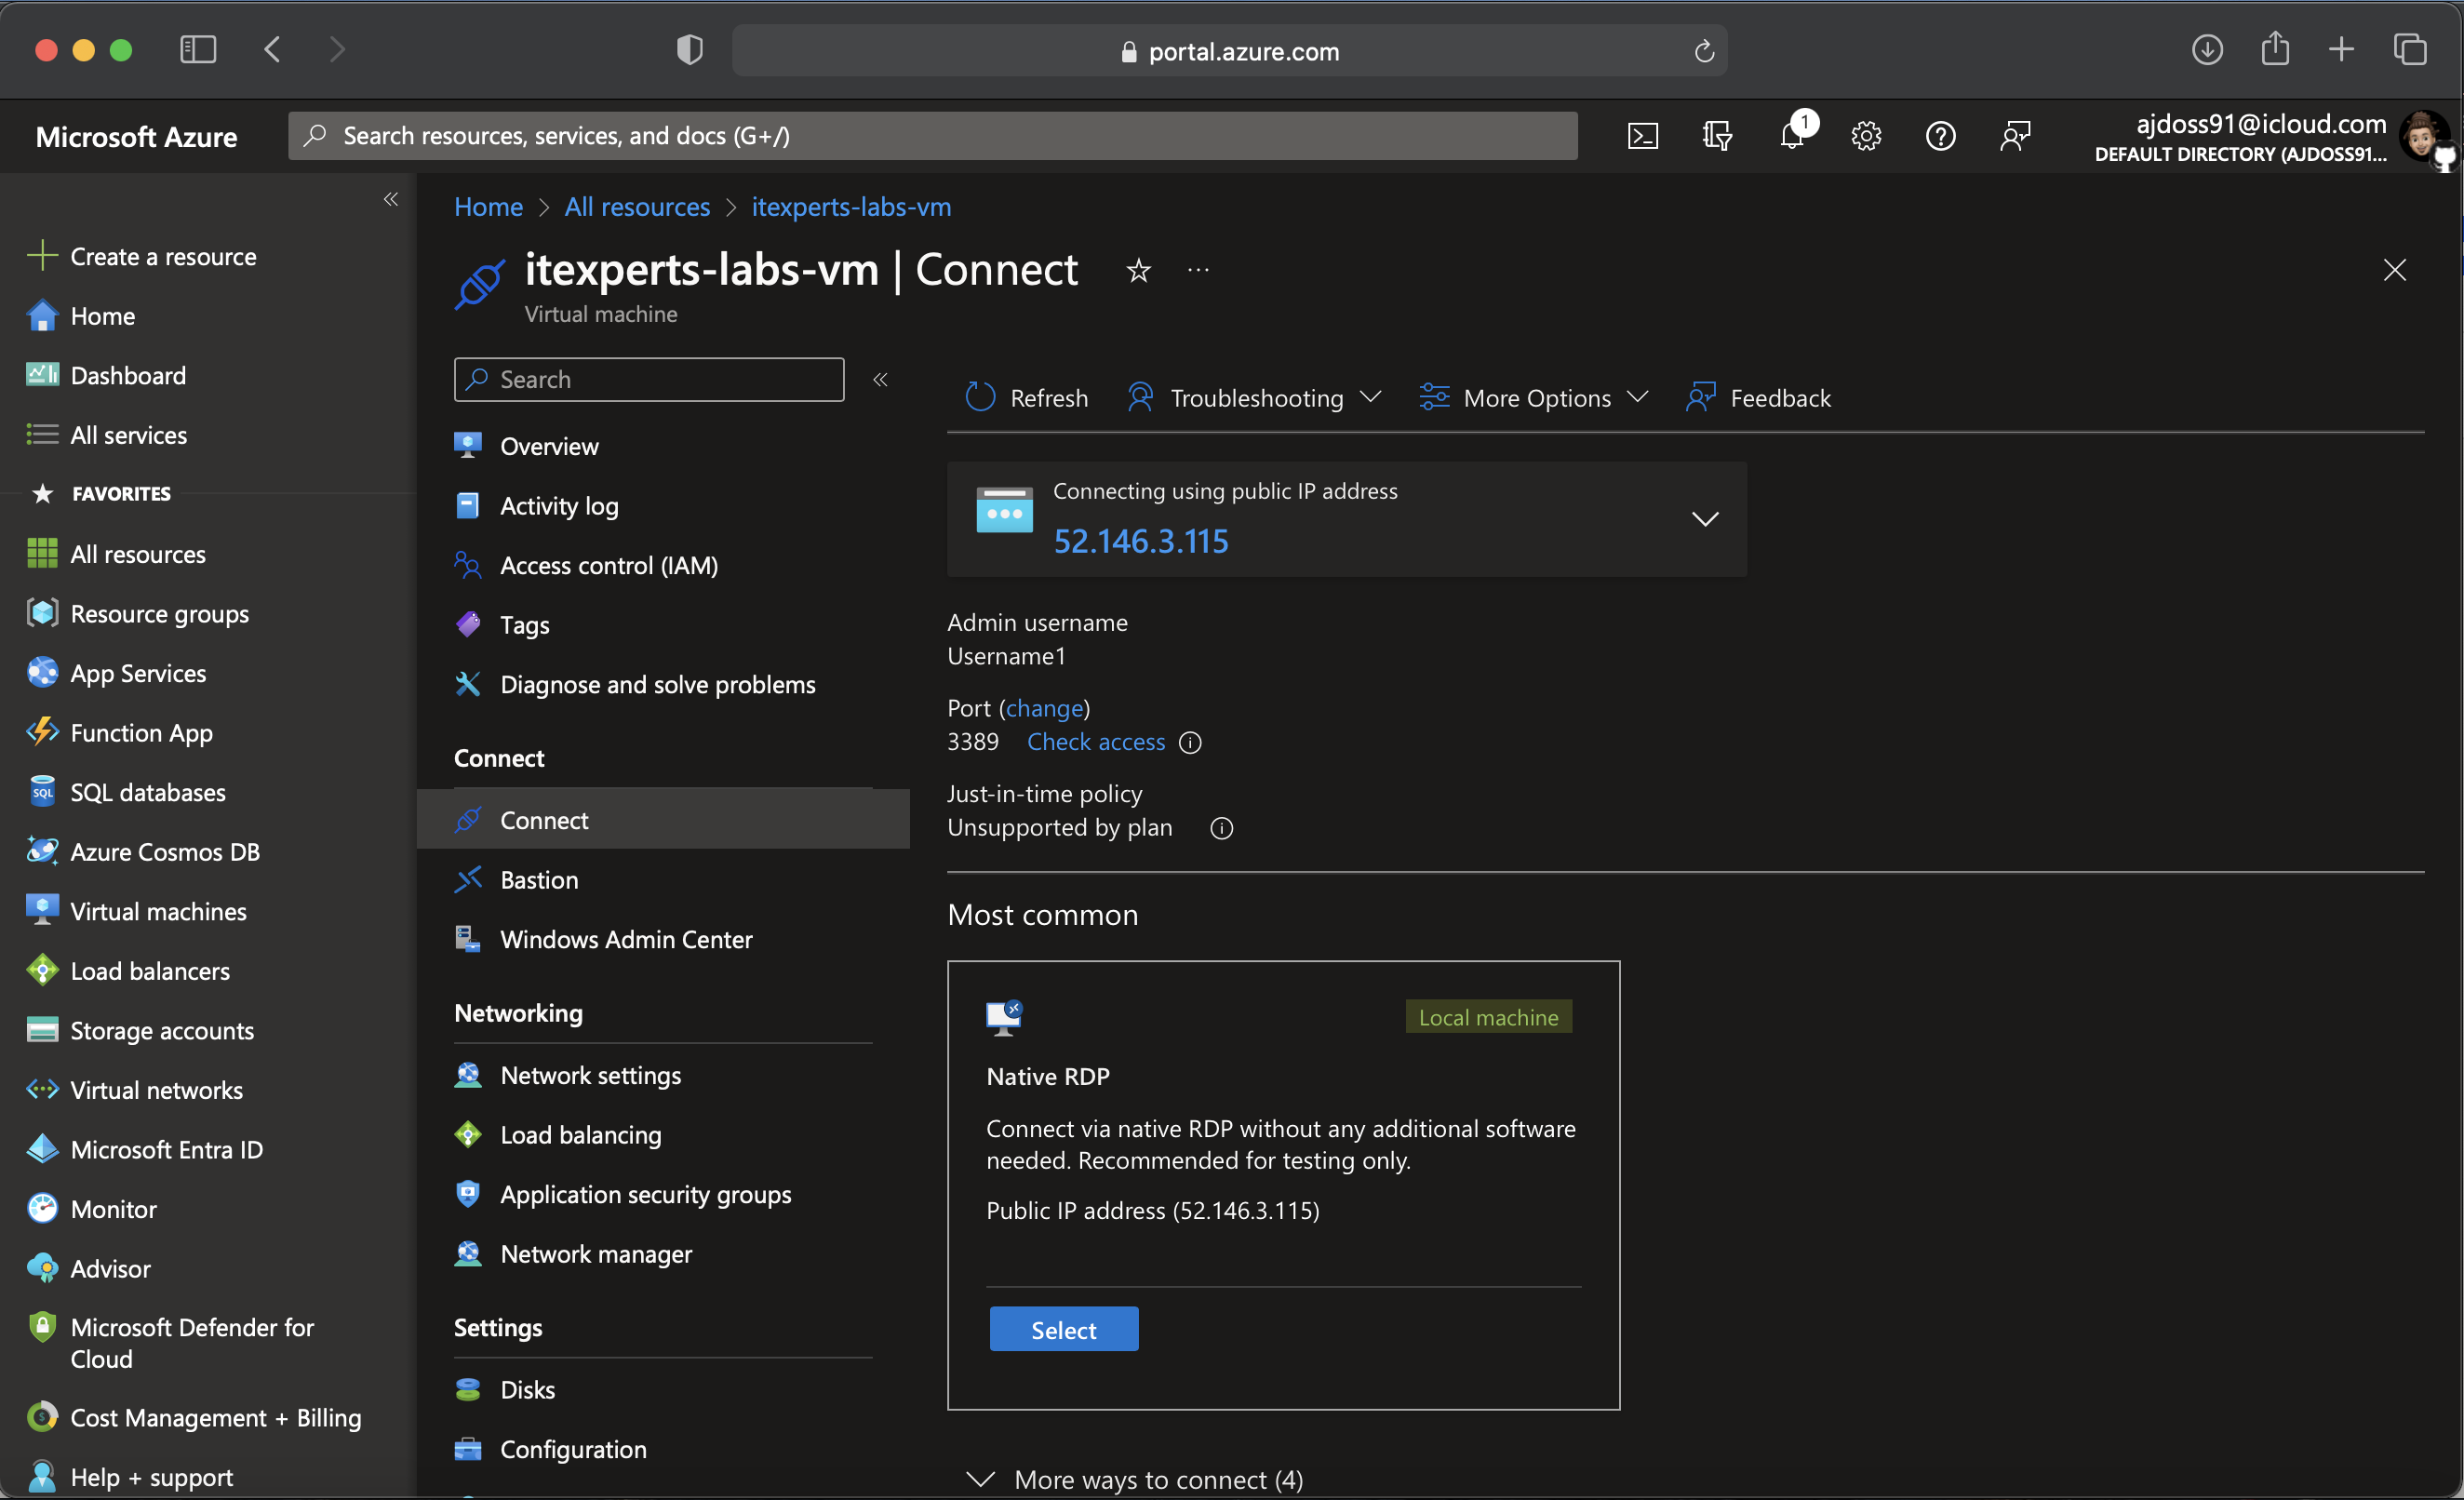 portal.azure.com
Microsoft Azure
Search resources, services, and docs (G+/)
1
ajdoss91@icloud.com
DEFAULT DIRECTORY (AJDOSS91...
Create a resource
Home
Dashboard
All services
FAVORITES
All resources
Resource groups
App Services
Function App
SQL
SQL databases
Azure Cosmos DB
Virtual machines
Load balancers
Storage accounts
Virtual networks
Microsoft Entra ID
Monitor
Advisor
Microsoft Defender for
Cloud
Cost Management + Billing
Help + support
Home > All resources > itexperts-labs-vm
itexperts-labs-vm | Connect
Virtual machine
Search
Overview
Activity log
Access control (IAM)
Tags
Diagnose and solve problems
Connect
Connect
Bastion
Windows Admin Center
Networking
Network settings
Load balancing
Application security groups
Network manager
Settings
Disks
Configuration
Refresh
Troubleshooting
More Options
Feedback
Connecting using public IP address
52.146.3.115
Admin username
Username1
Port (change)
3389 Check access
Just-in-time policy
Unsupported by plan
Most common
Local machine
Native RDP
Connect via native RDP without any additional software
needed. Recommended for testing only.
Public IP address (52.146.3.115)
Select
More ways to connect (4)